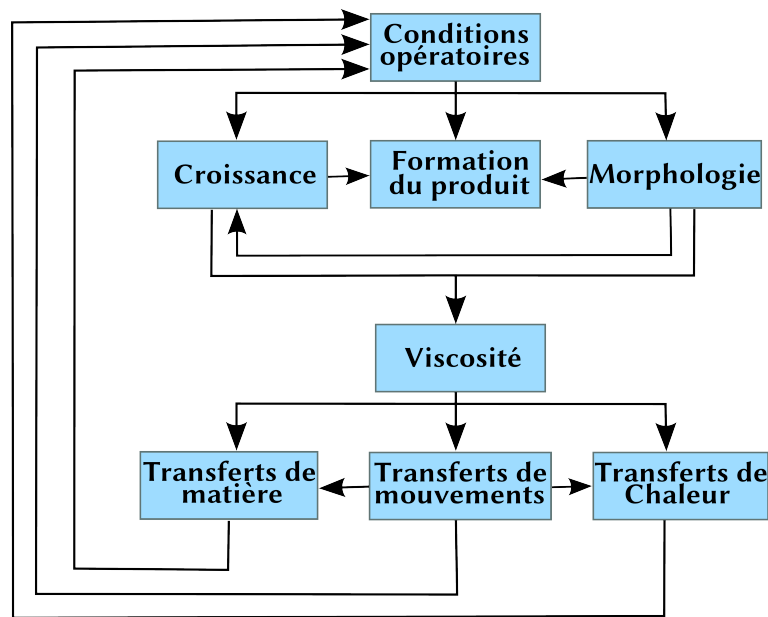 Conditions
opératoires
Croissance
Formation
du produit
Morphologie
Viscosité
Transferts de
matière
Transferts de
mouvements
Transferts de
Chaleur